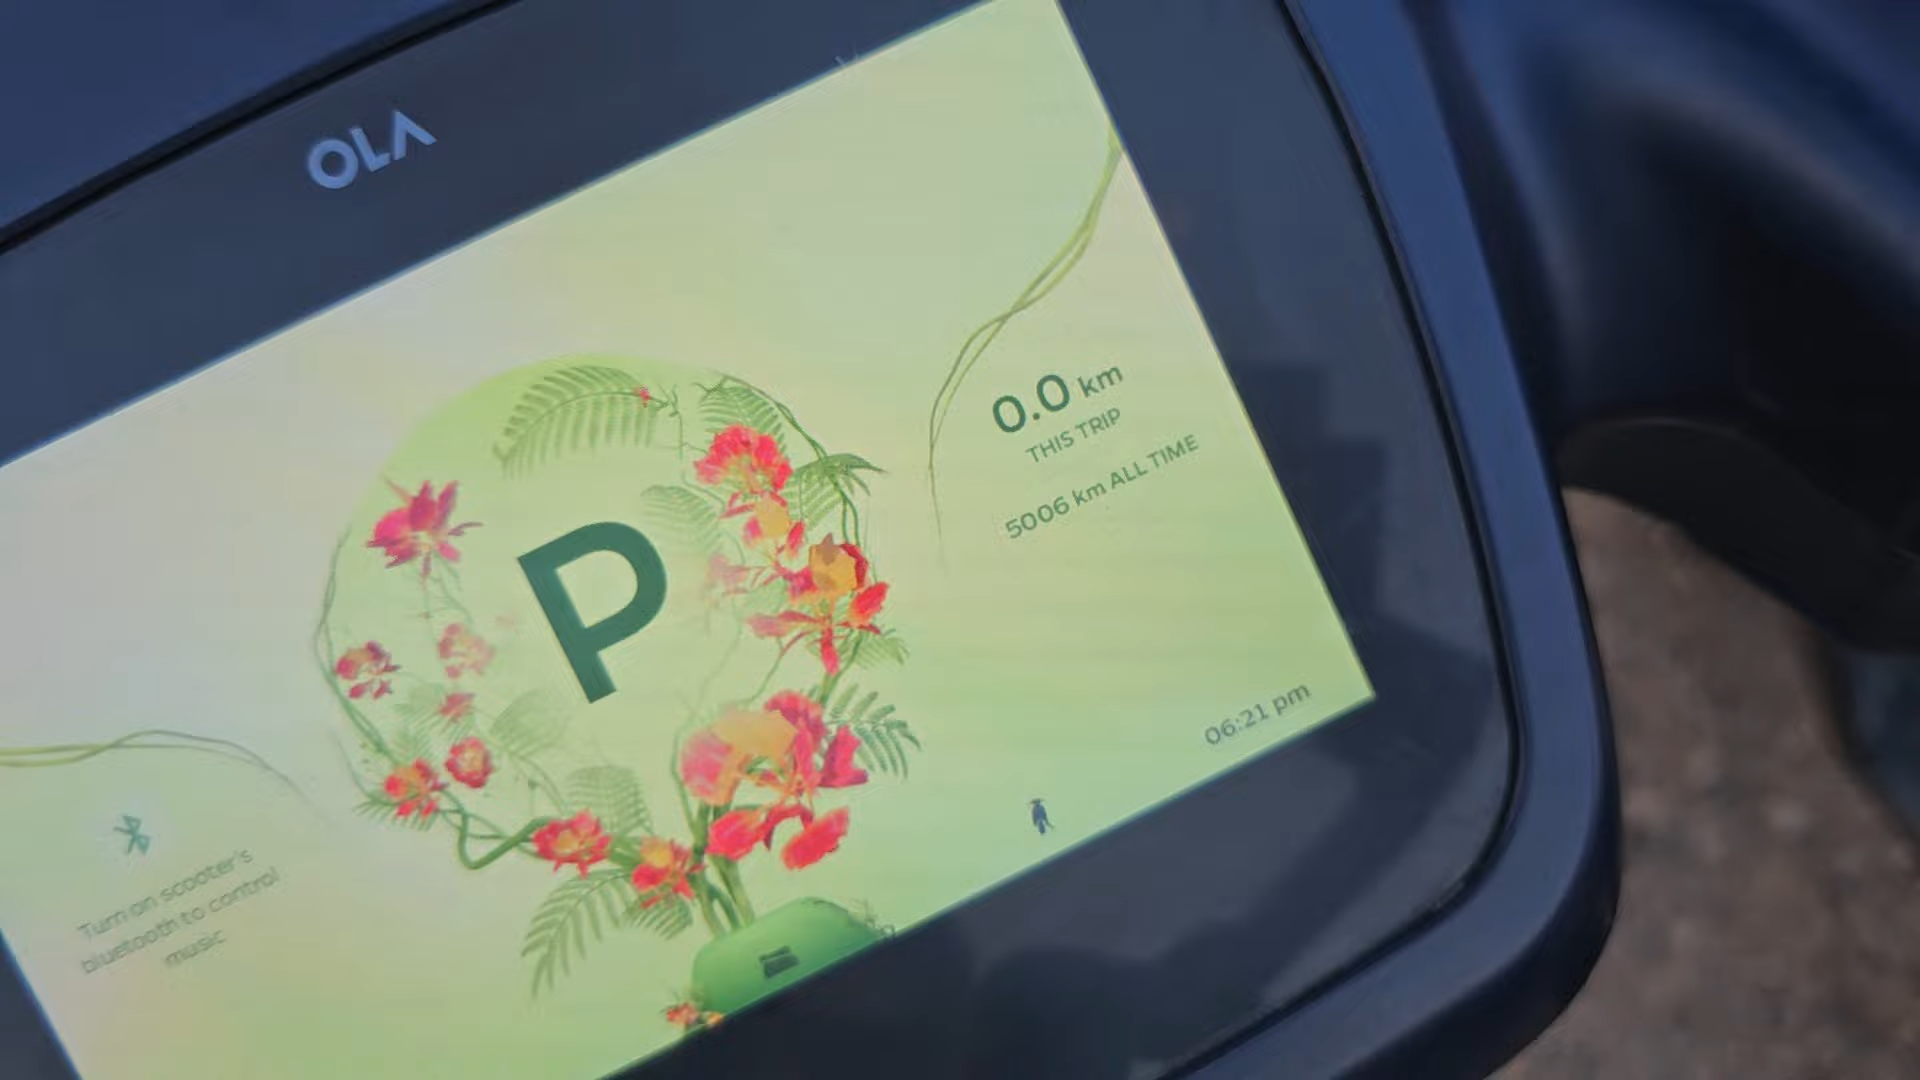 OLA
0.0 km
THIS TRIP
5006 km ALL TIME
P
Turn on scooter's
bluetooth to control
music
06:21 pm